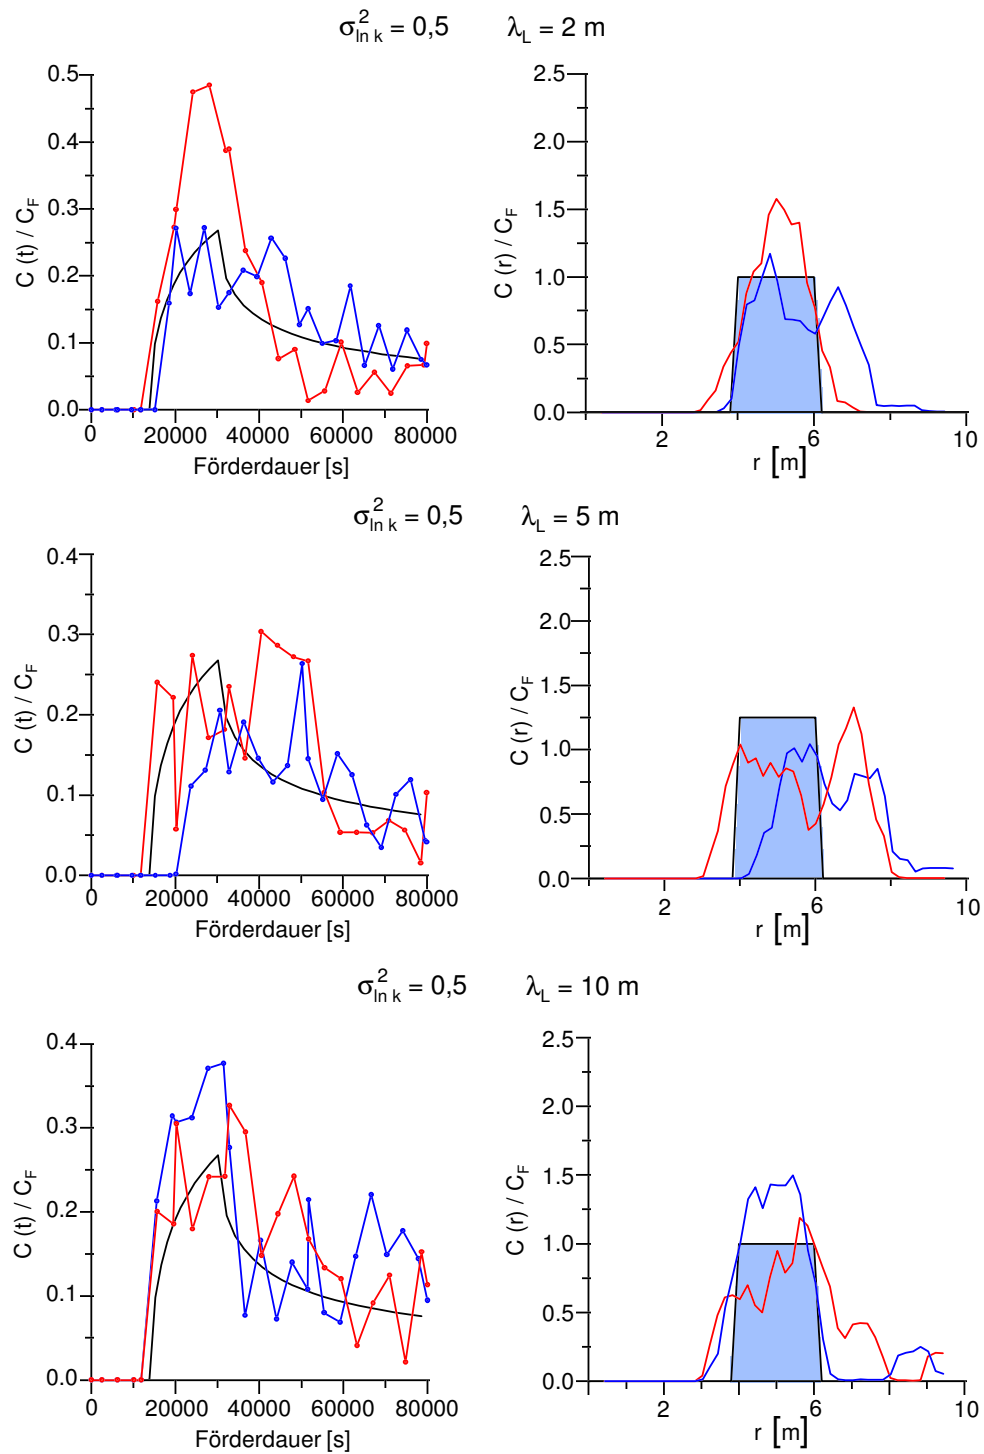 σ²ln k = 0,5 λL = 2 m
0.5
0.4
0.3
0.2
0.1
0.0
C (t) / CF
0 20000 40000 60000 80000
Förderdauer [s]
2.5
2.0
1.5
1.0
0.5
0.0
C (r) / CF
2 6 10
r [m]
σ²ln k = 0,5 λL = 5 m
0.4
0.3
0.2
0.1
0.0
C (t) / CF
0 20000 40000 60000 80000
Förderdauer [s]
2.5
2.0
1.5
1.0
0.5
0.0
C (r) / CF
2 6 10
r [m]
σ²ln k = 0,5 λL = 10 m
0.4
0.3
0.2
0.1
0.0
C (t) / CF
0 20000 40000 60000 80000
Förderdauer [s]
2.5
2.0
1.5
1.0
0.5
0.0
C (r) / CF
2 6 10
r [m]